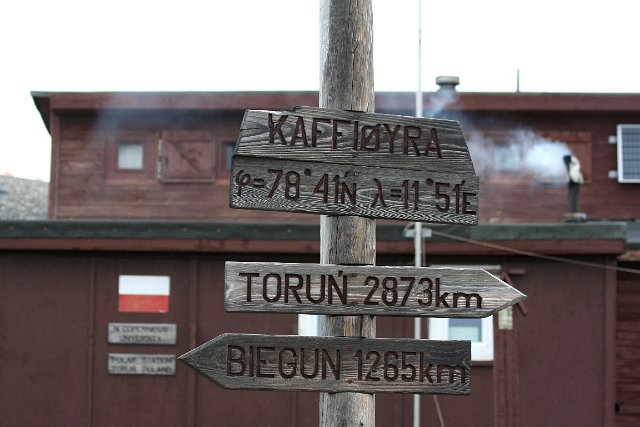 KAFFIØYRA
φ=78°41'N λ=11°51'E
TORUŃ 2873km
BIEGUN 1265km
N. COPERNICUS
UNIVERSITY
POLAR STATION
TORUŃ POLAND